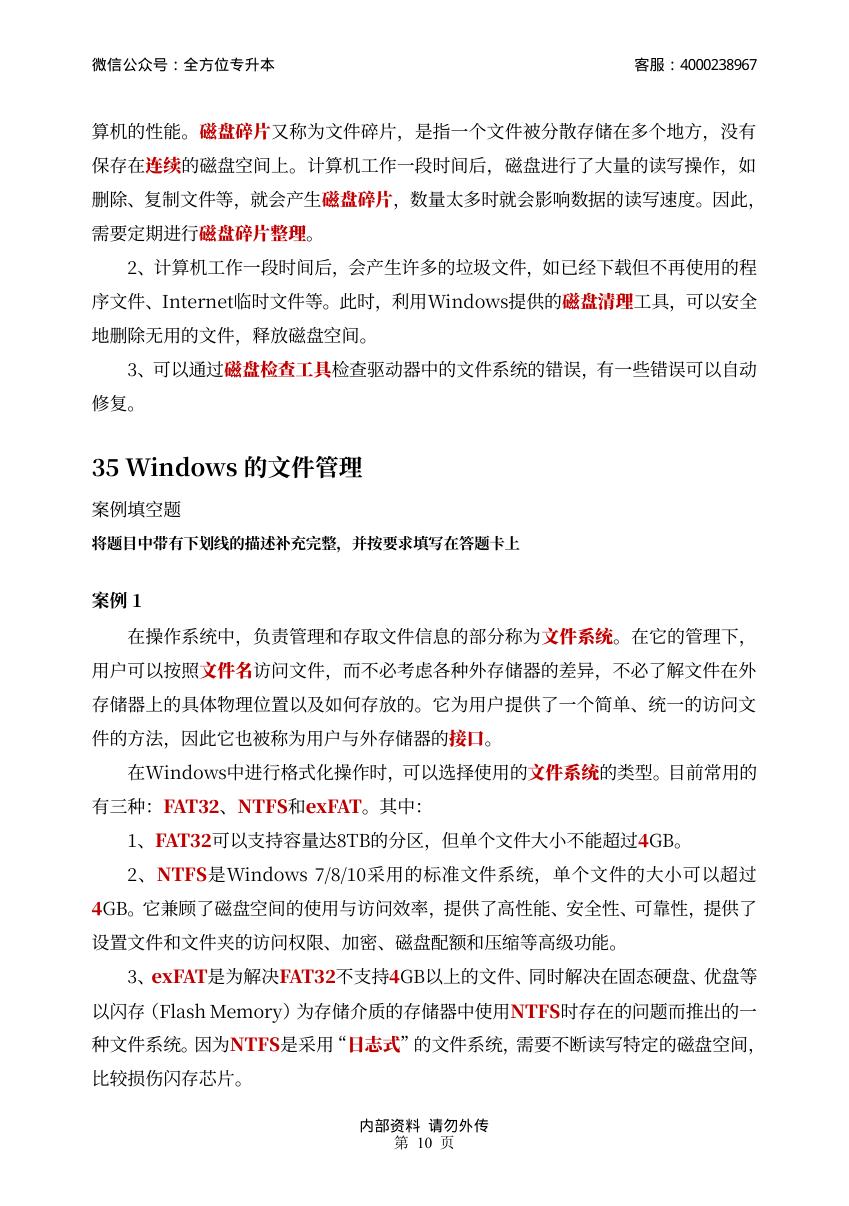 微信公众号：全方位专升本
客服：4000238967
算机的性能。磁盘碎片又称为文件碎片，是指一个文件被分散存储在多个地方，没有
保存在连续的磁盘空间上。计算机工作一段时间后，磁盘进行了大量的读写操作，如
删除、复制文件等，就会产生磁盘碎片，数量太多时就会影响数据的读写速度。因此，
需要定期进行磁盘碎片整理。
2、计算机工作一段时间后，会产生许多的垃圾文件，如已经下载但不再使用的程
序文件、Internet临时文件等。此时，利用Windows提供的磁盘清理工具，可以安全
地删除无用的文件，释放磁盘空间。
3、可以通过磁盘检查工具检查驱动器中的文件系统的错误，有一些错误可以自动
修复。
35 Windows 的文件管理
案例填空题
将题目中带有下划线的描述补充完整，并按要求填写在答题卡上
案例 1
在操作系统中，负责管理和存取文件信息的部分称为文件系统。在它的管理下，
用户可以按照文件名访问文件，而不必考虑各种外存储器的差异，不必了解文件在外
存储器上的具体物理位置以及如何存放的。它为用户提供了一个简单、统一的访问文
件的方法，因此它也被称为用户与外存储器的接口。
在Windows中进行格式化操作时，可以选择使用的文件系统的类型。目前常用的
有三种：FAT32、NTFS和exFAT。其中：
1、FAT32可以支持容量达8TB的分区，但单个文件大小不能超过4GB。
2、NTFS是Windows 7/8/10采用的标准文件系统，单个文件的大小可以超过
4GB。它兼顾了磁盘空间的使用与访问效率，提供了高性能、安全性、可靠性，提供了
设置文件和文件夹的访问权限、加密、磁盘配额和压缩等高级功能。
3、exFAT是为解决FAT32不支持4GB以上的文件、同时解决在固态硬盘、优盘等
以闪存（Flash Memory）为存储介质的存储器中使用NTFS时存在的问题而推出的一
种文件系统。因为NTFS是采用“日志式”的文件系统，需要不断读写特定的磁盘空间，
比较损伤闪存芯片。
内部资料 请勿外传
第 10 页